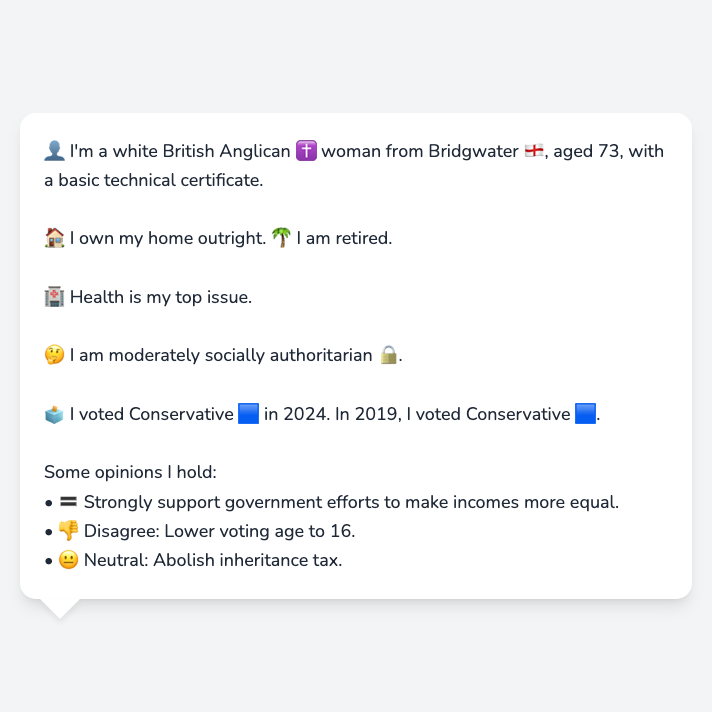 👤 I'm a white British Anglican ✝️ woman from Bridgwater 🏴󠁧󠁢󠁥󠁮󠁧󠁿, aged 73, with
a basic technical certificate.
🏠 I own my home outright. 🌴 I am retired.
🏥 Health is my top issue.
🤔 I am moderately socially authoritarian 🔒.
🗳️ I voted Conservative 🟦 in 2024. In 2019, I voted Conservative 🟦.
Some opinions I hold:
• 🟰 Strongly support government efforts to make incomes more equal.
• 👎 Disagree: Lower voting age to 16.
• 😐 Neutral: Abolish inheritance tax.